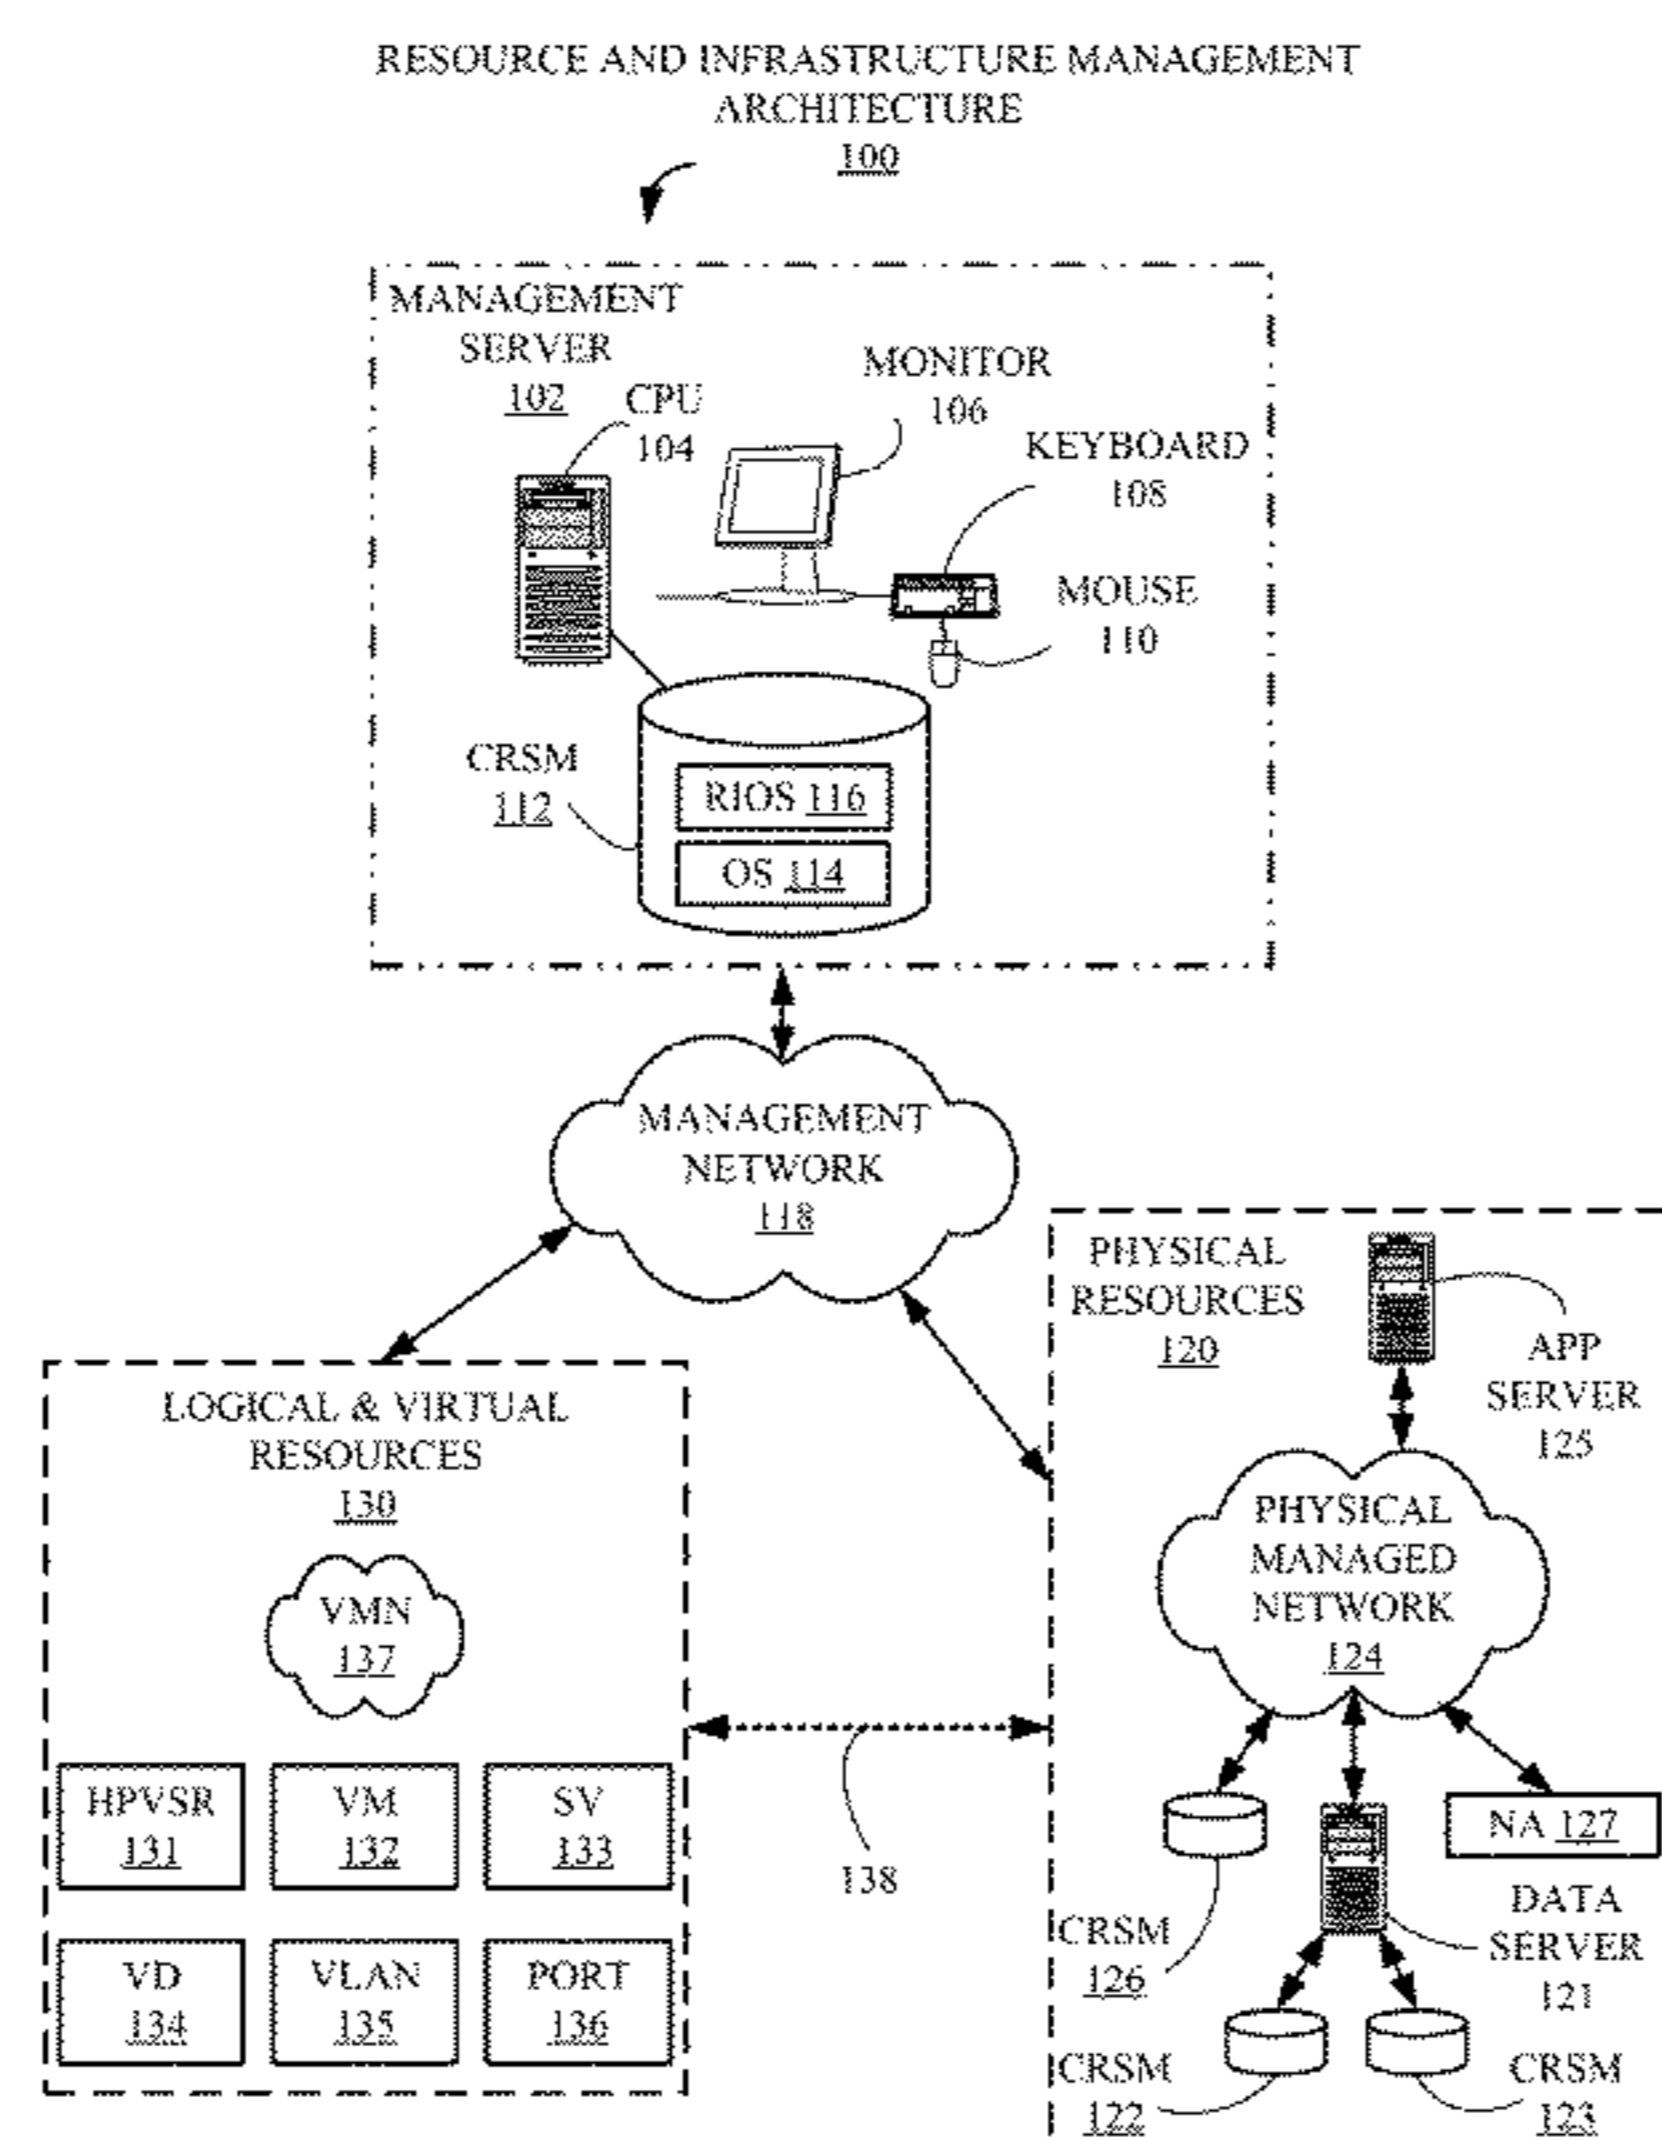 RESOURCE AND INFRASTRUCTURE MANAGEMENT
ARCHITECTURE
100
MANAGEMENT
SERVER
102
CPU
104
MONITOR
106
KEYBOARD
108
MOUSE
110
CRSM
112
RIOS 116
OS 114
MANAGEMENT
NETWORK
118
LOGICAL & VIRTUAL
RESOURCES
130
VMN
137
HPVSR
131
VM
132
SV
133
VD
134
VLAN
135
PORT
136
138
PHYSICAL
RESOURCES
120
APP
SERVER
125
PHYSICAL
MANAGED
NETWORK
124
NA 127
CRSM
126
DATA
SERVER
121
CRSM
122
CRSM
123